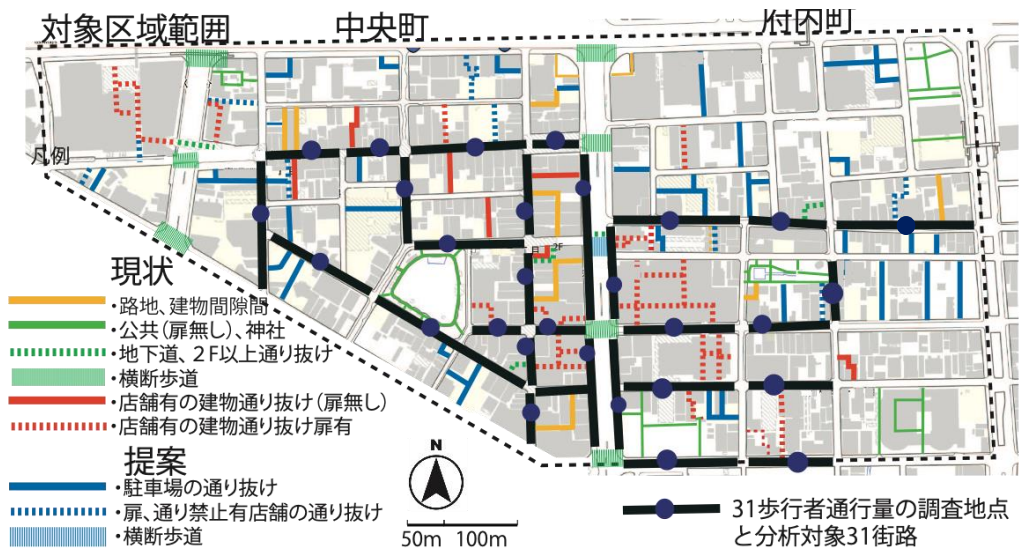 対象区域範囲
中央町
府内町
凡例
2F
現状
・路地、建物間隙間
・公共(扉無し)、神社
・地下道、2F以上通り抜け
・横断歩道
・店舗有の建物通り抜け(扉無し)
・店舗有の建物通り抜け扉有
提案
・駐車場の通り抜け
・扉、通り禁止有店舗の通り抜け
・横断歩道
N
50m 100m
31歩行者通行量の調査地点
と分析対象31街路